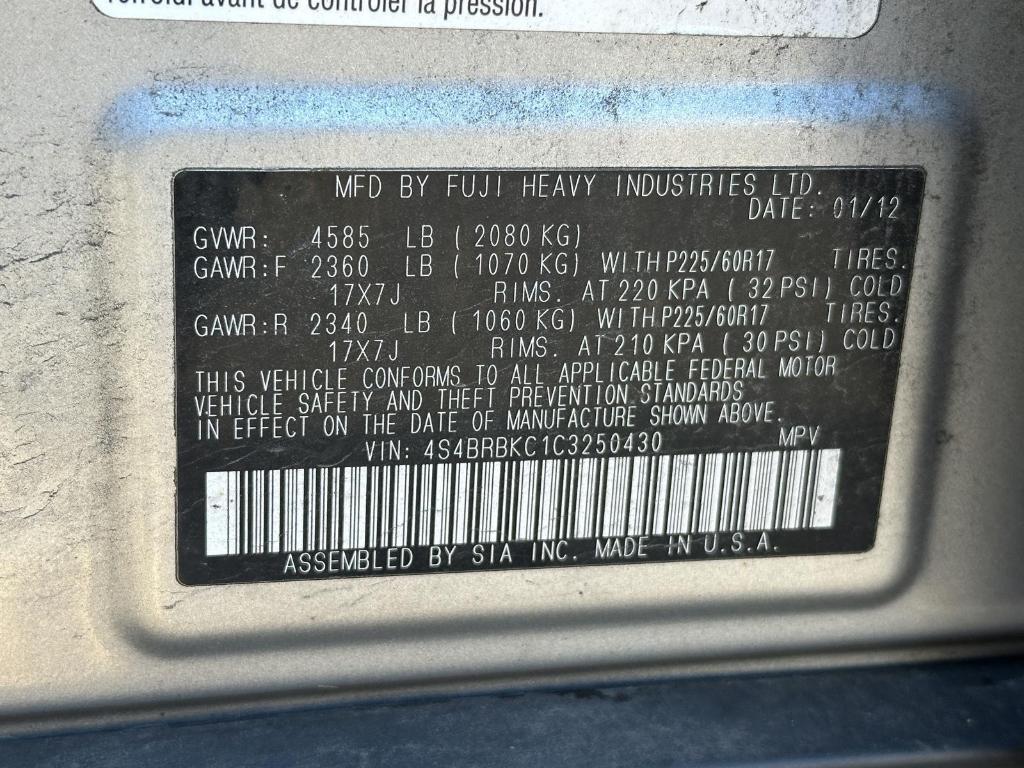 refroidi avant de contrôler la pression.
MFD BY FUJI HEAVY INDUSTRIES LTD.
DATE: 01/12
GVWR: 4585 LB ( 2080 KG)
GAWR:F 2360 LB ( 1070 KG) WITH P225/60R17 TIRES.
17X7J RIMS. AT 220 KPA ( 32 PSI) COLD
GAWR:R 2340 LB ( 1060 KG) WITH P225/60R17 TIRES.
17X7J RIMS. AT 210 KPA ( 30 PSI) COLD
THIS VEHICLE CONFORMS TO ALL APPLICABLE FEDERAL MOTOR
VEHICLE SAFETY AND THEFT PREVENTION STANDARDS
IN EFFECT ON THE DATE OF MANUFACTURE SHOWN ABOVE.
VIN: 4S4BRBKC1C3250430 MPV
ASSEMBLED BY SIA INC. MADE IN U.S.A.